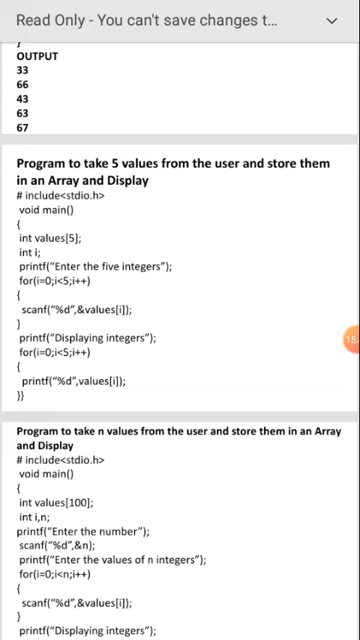 Read Only - You can't save changes t...
}
OUTPUT
33
66
43
63
67
Program to take 5 values from the user and store them
in an Array and Display
# include<stdio.h>
void main()
{
int values[5];
int i;
printf("Enter the five integers");
for(i=0;i<5;i++)
{
scanf("%d",&values[i]);
}
printf("Displaying integers");
for(i=0;i<5;i++)
{
printf("%d",values[i]);
}}
Program to take n values from the user and store them in an Array
and Display
# include<stdio.h>
void main()
{
int values[100];
int i,n;
printf("Enter the number");
scanf("%d",&n);
printf("Enter the values of n integers");
for(i=0;i<n;i++)
{
scanf("%d",&values[i]);
}
printf("Displaying integers");